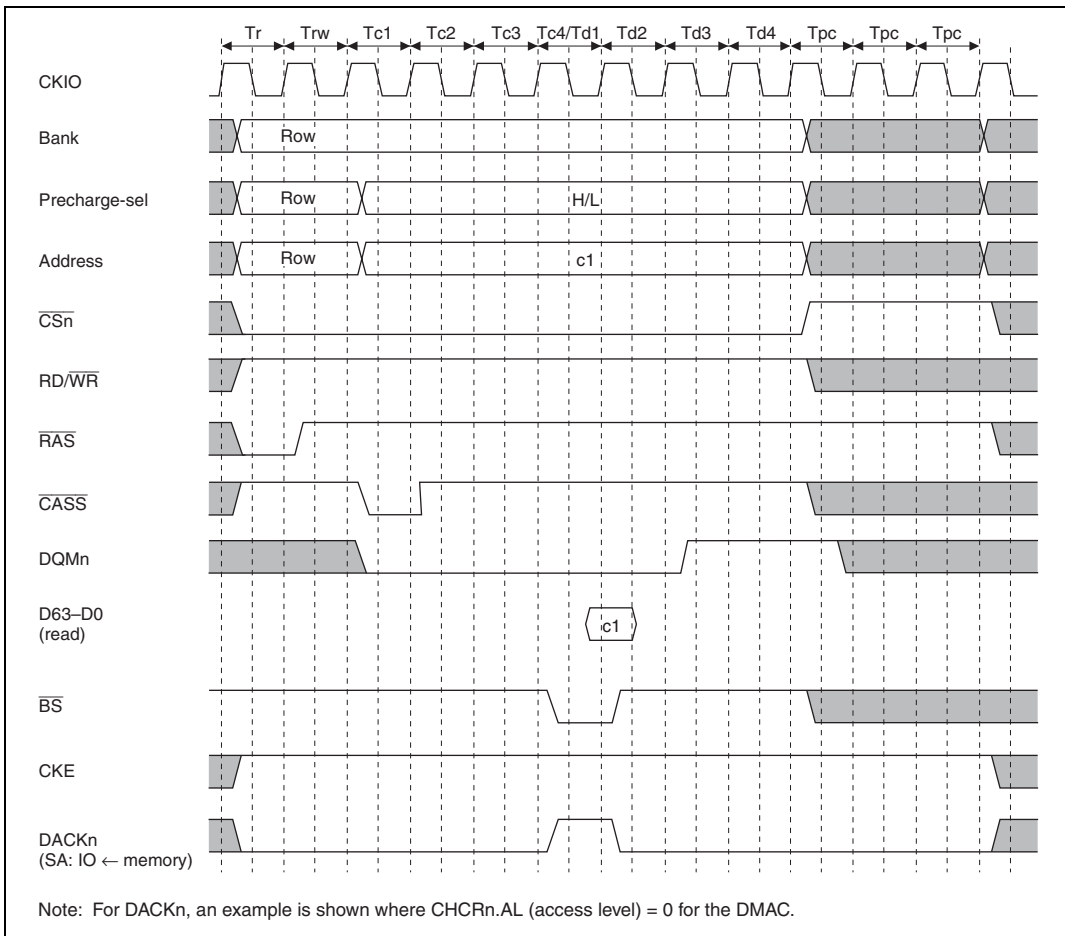 Tr Trw Tc1 Tc2 Tc3 Tc4/Td1 Td2 Td3 Td4 Tpc Tpc Tpc
CKIO
Bank Row
Precharge-sel Row H/L
Address Row c1
CSn
RD/WR
RAS
CASS
DQMn
D63–D0
(read) c1
BS
CKE
DACKn
(SA: IO ← memory)
Note: For DACKn, an example is shown where CHCRn.AL (access level) = 0 for the DMAC.